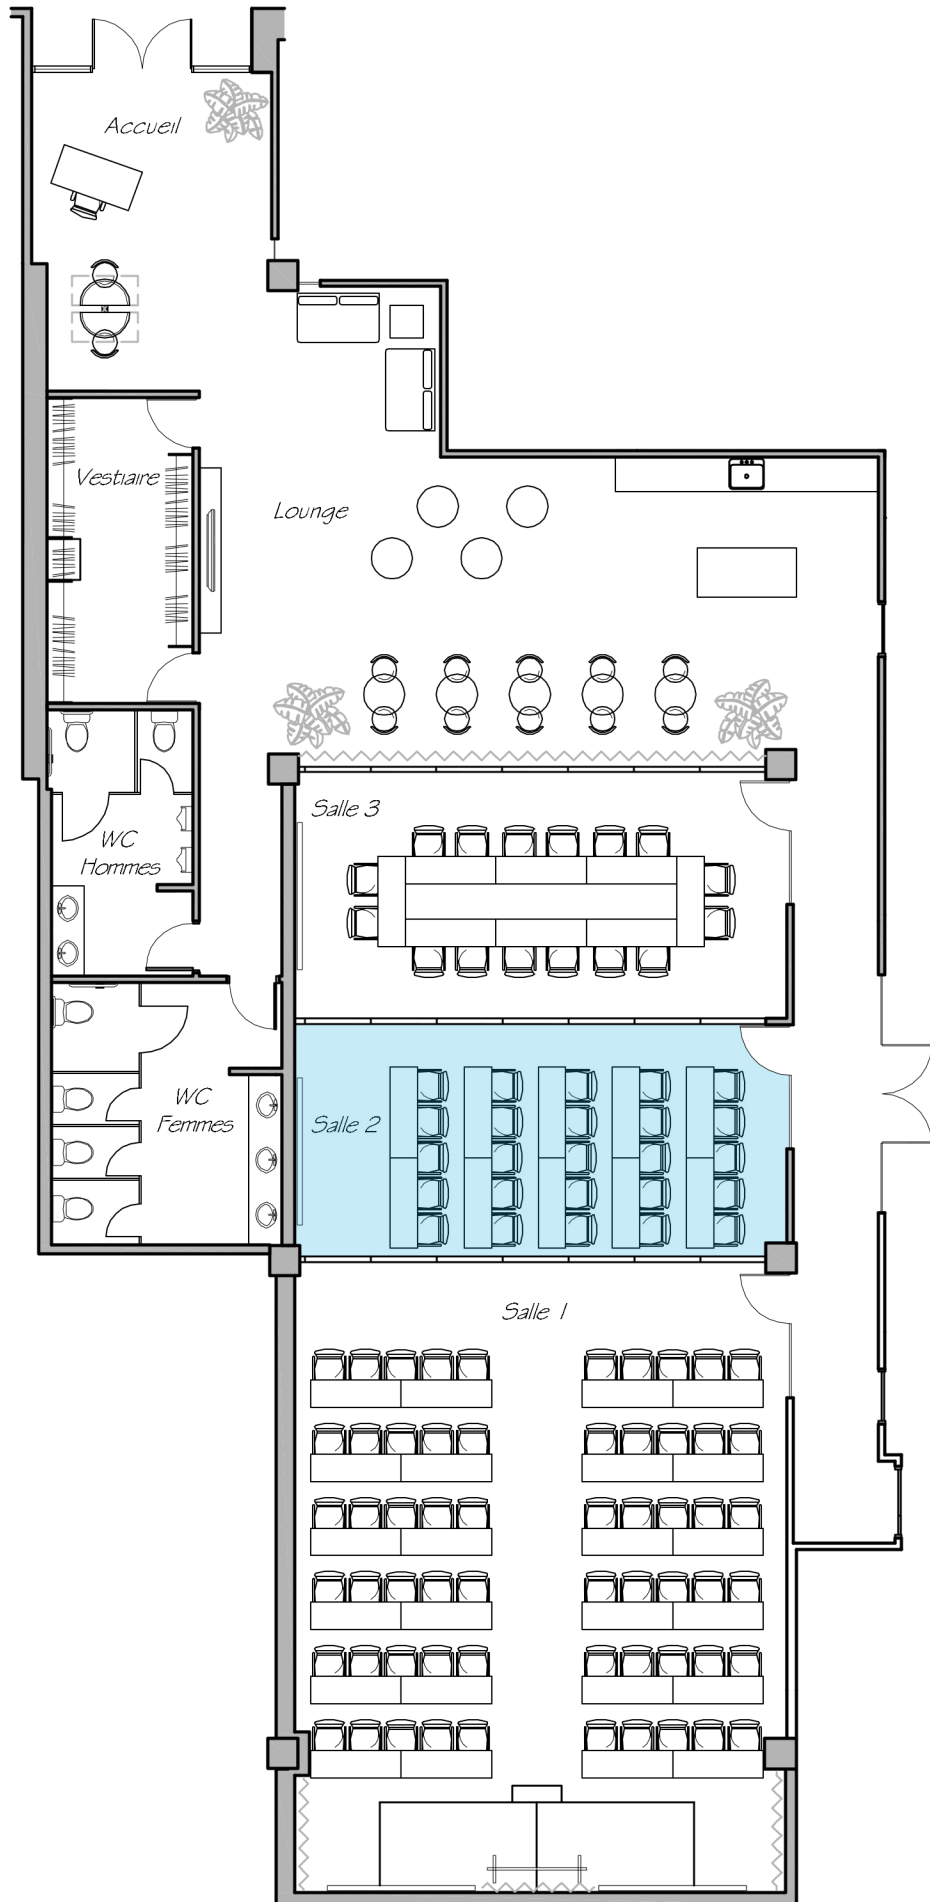 Accueil
Vestiaire
Lounge
Salle 3
WC
Hommes
WC
Femmes
Salle 2
Salle 1